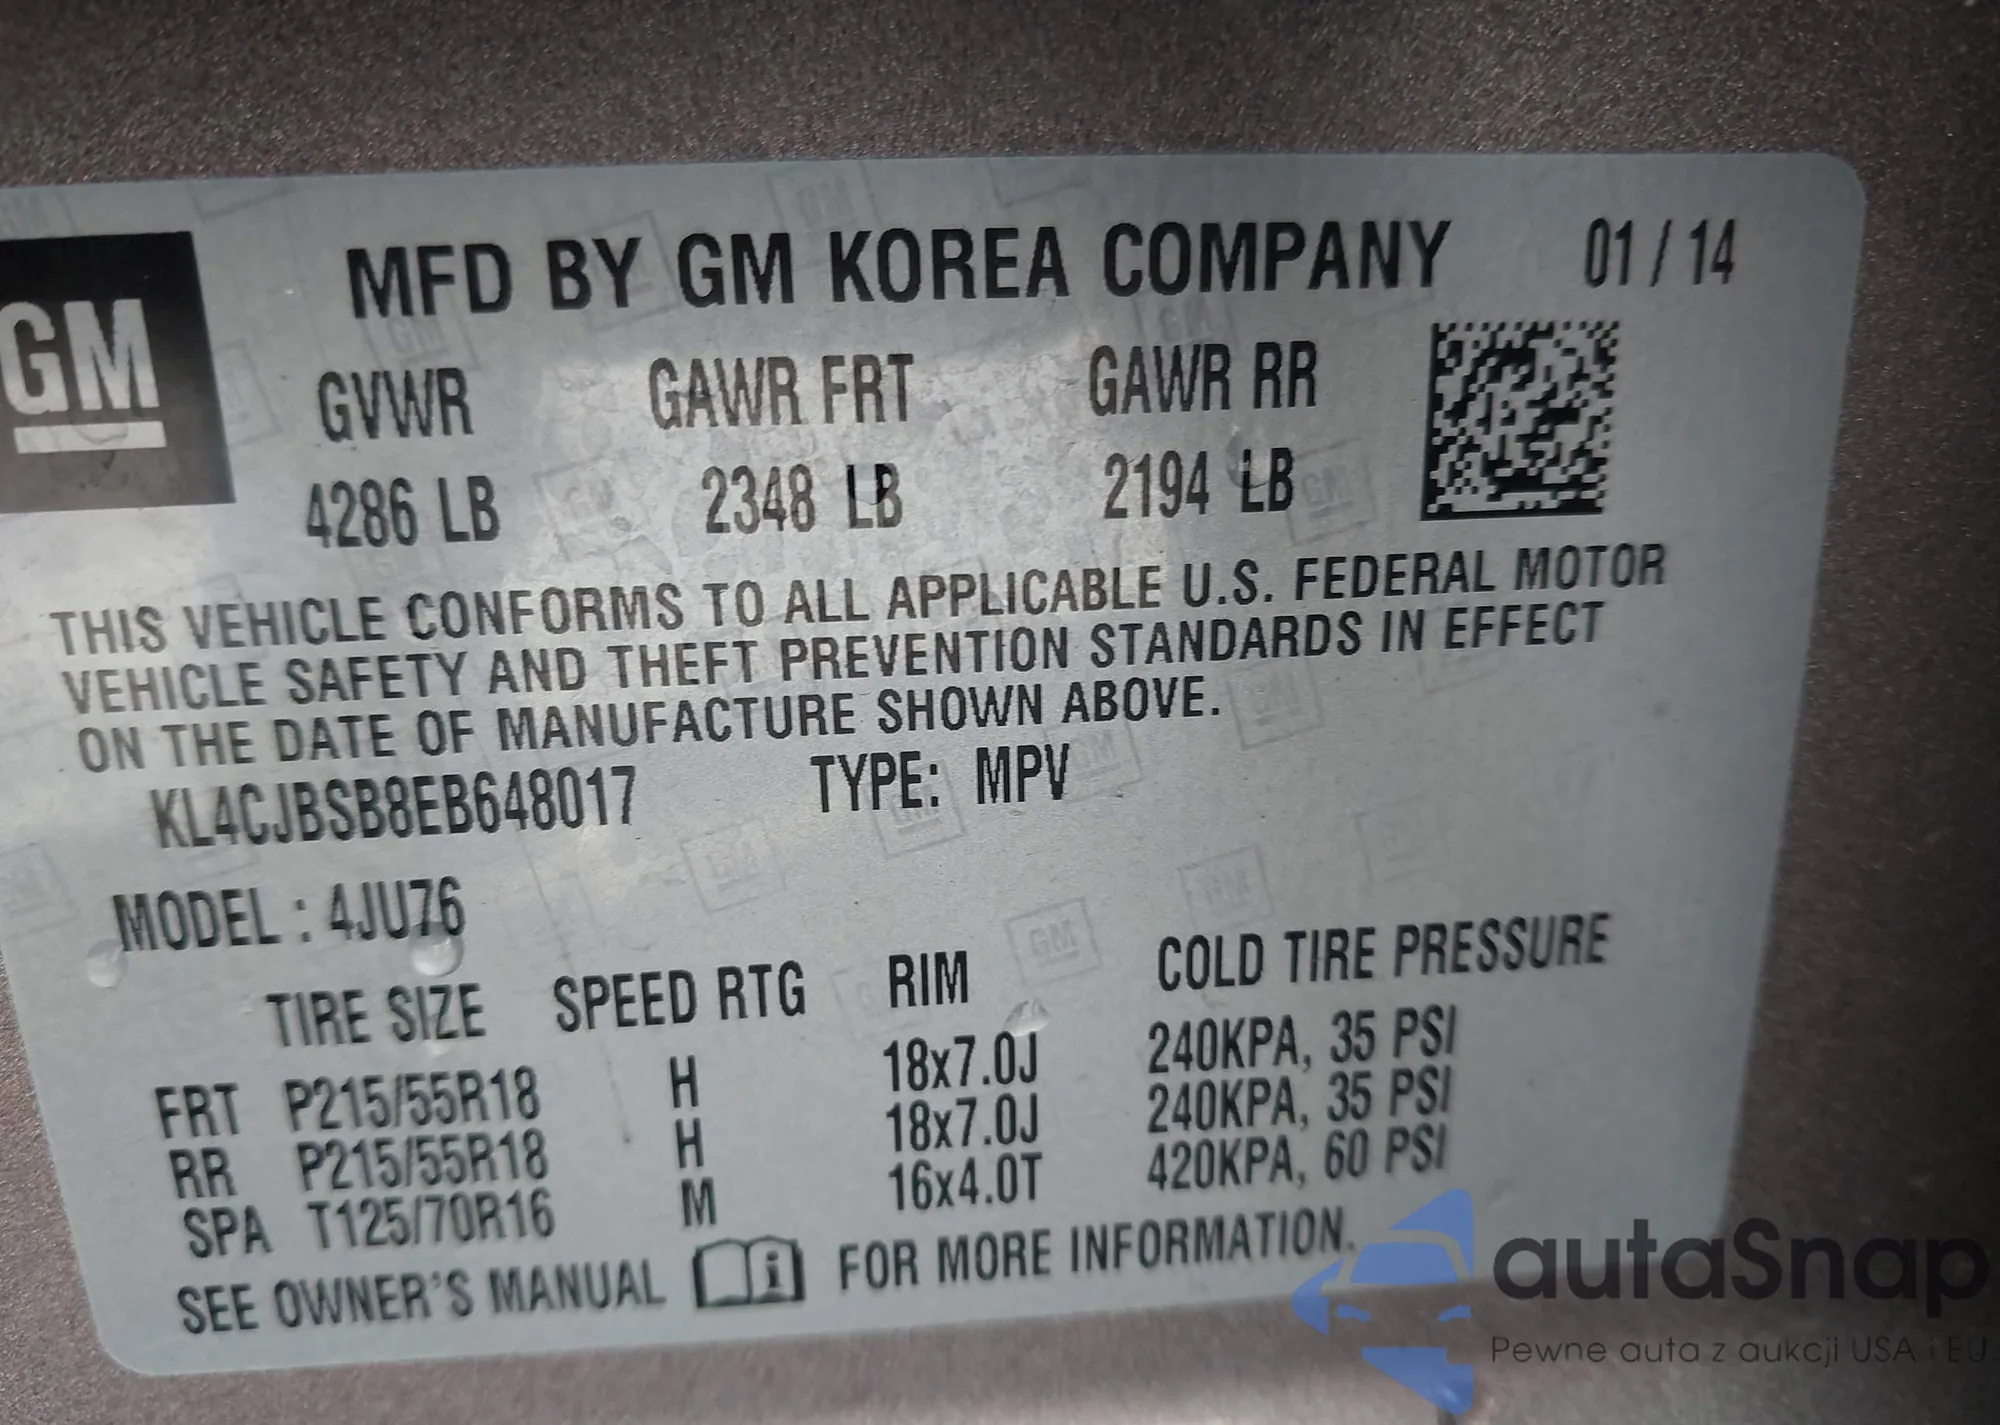 GM
MFD BY GM KOREA COMPANY 01 / 14
GVWR GAWR FRT GAWR RR
4286 LB 2348 LB 2194 LB
THIS VEHICLE CONFORMS TO ALL APPLICABLE U.S. FEDERAL MOTOR
VEHICLE SAFETY AND THEFT PREVENTION STANDARDS IN EFFECT
ON THE DATE OF MANUFACTURE SHOWN ABOVE.
KL4CJBSB8EB648017 TYPE: MPV
MODEL : 4JU76
TIRE SIZE SPEED RTG RIM COLD TIRE PRESSURE
FRT P215/55R18 H 18x7.0J 240KPA, 35 PSI
RR P215/55R18 H 18x7.0J 240KPA, 35 PSI
SPA T125/70R16 M 16x4.0T 420KPA, 60 PSI
SEE OWNER'S MANUAL FOR MORE INFORMATION.
autaSnap
Pewne auta z aukcji USA i EU